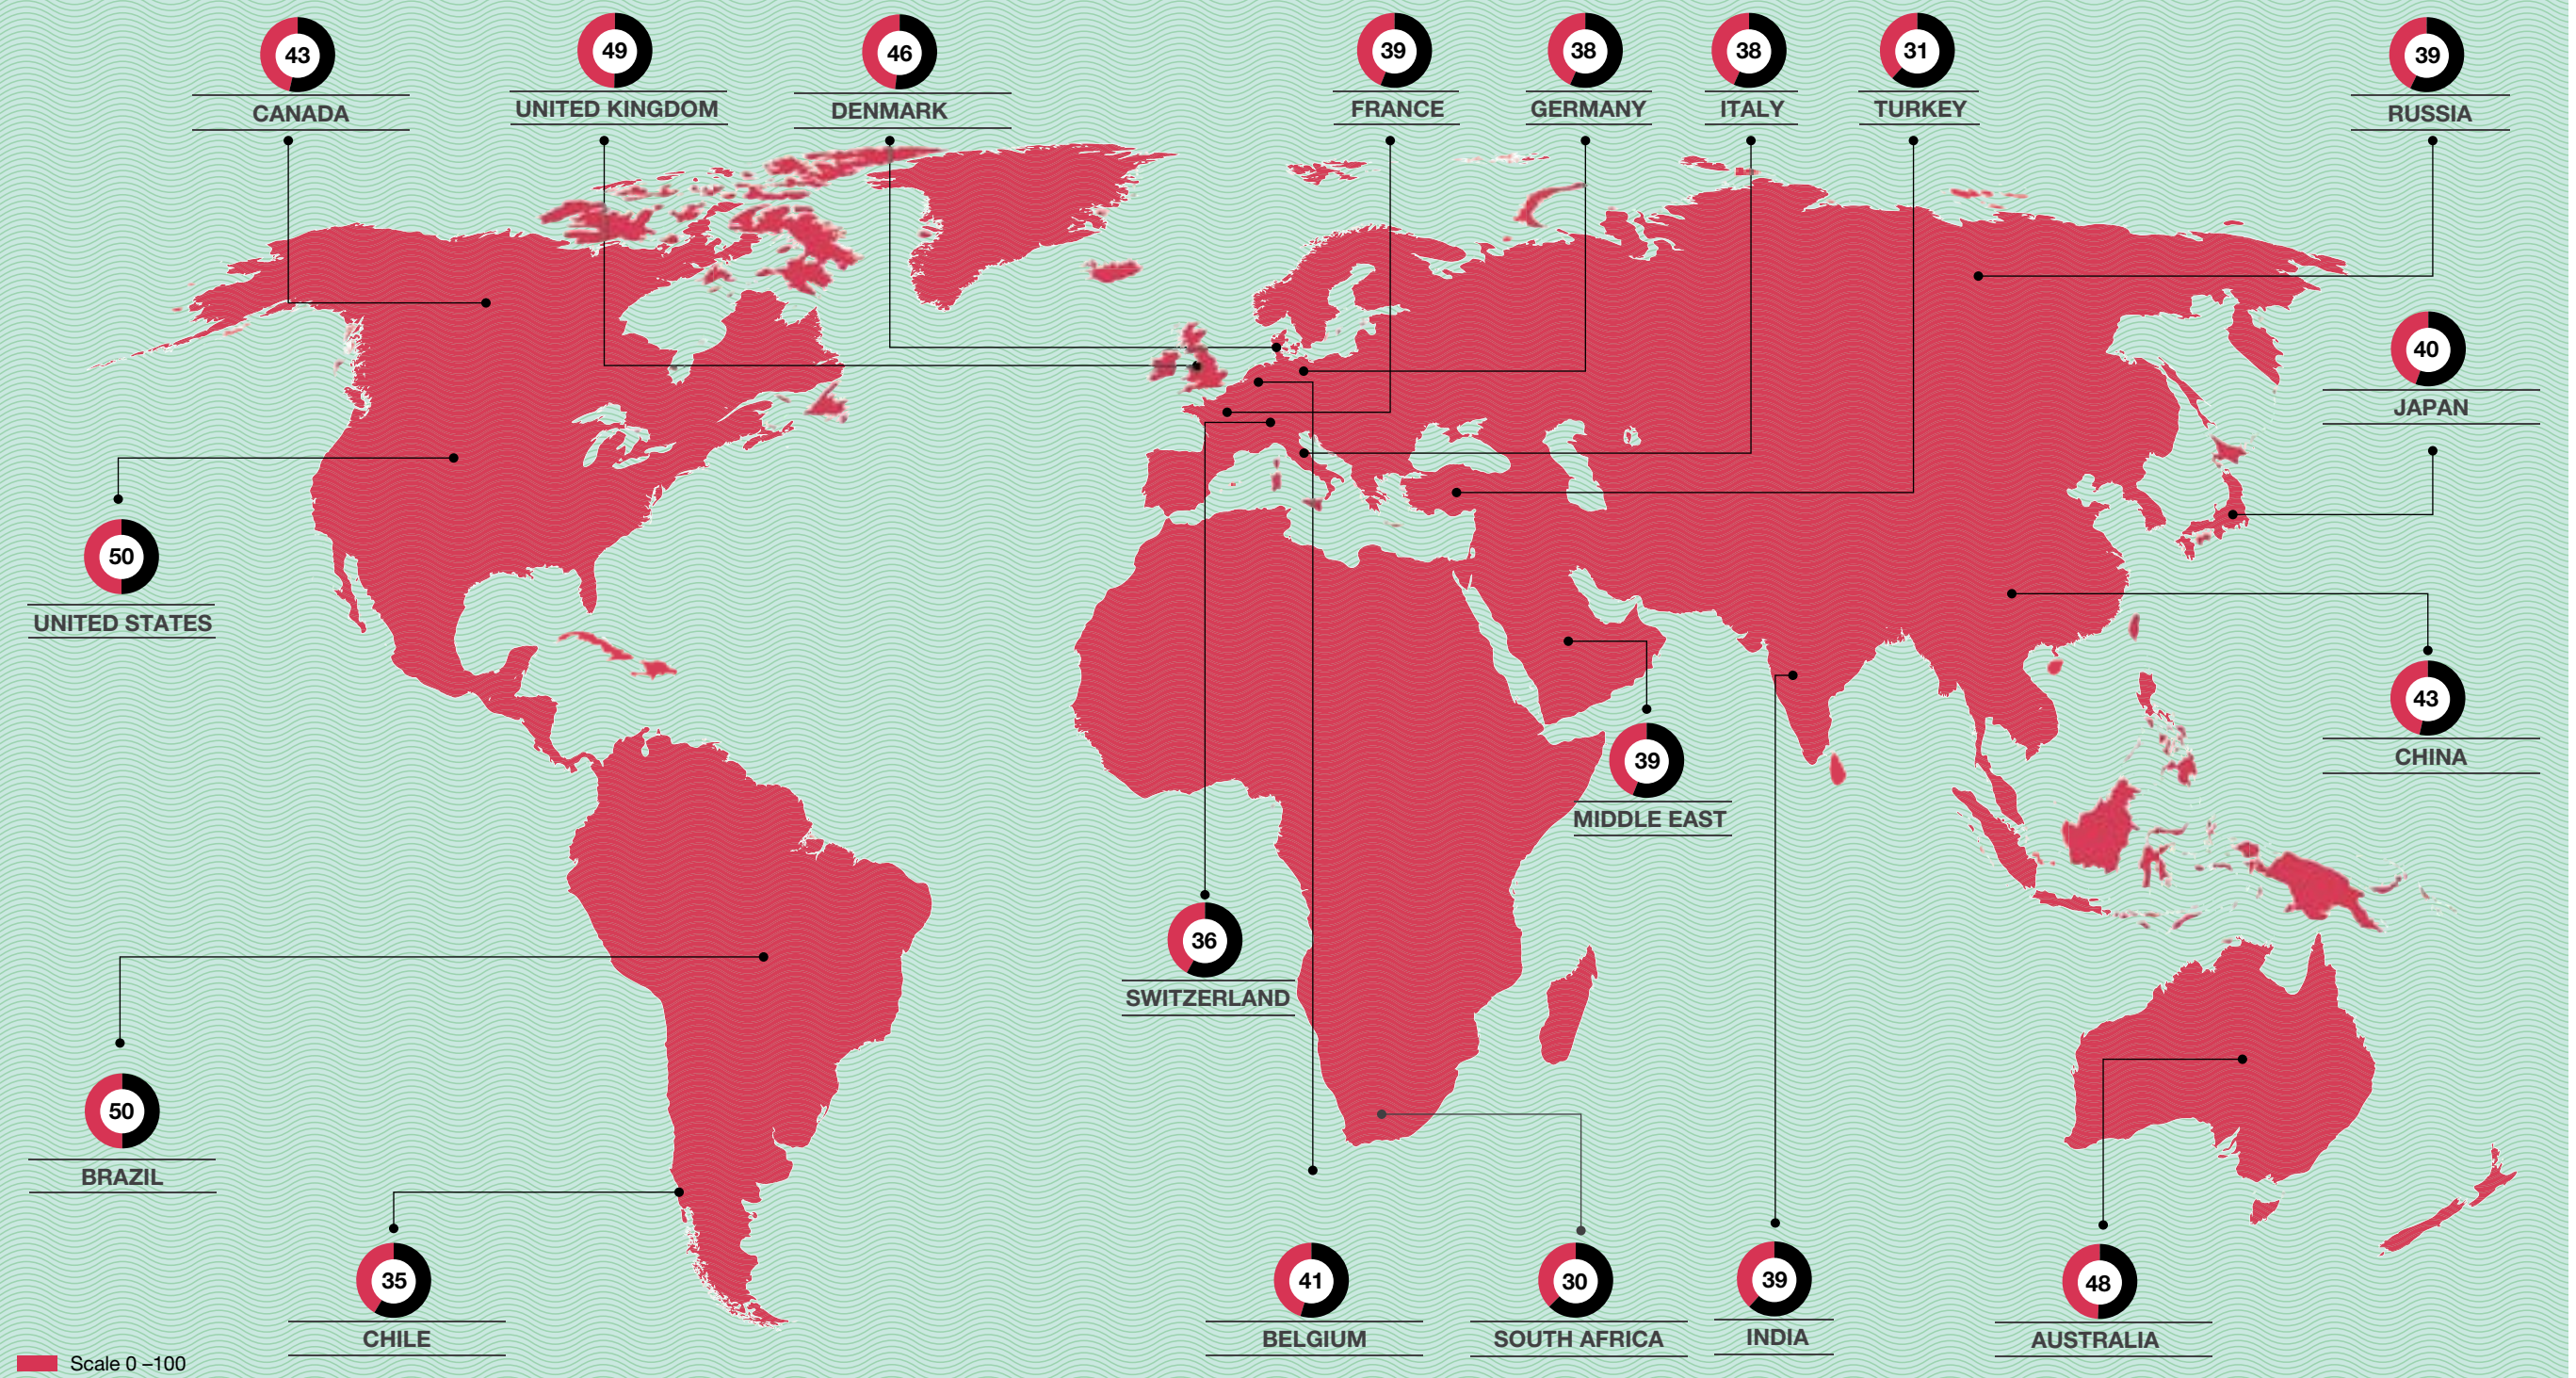 43
CANADA
49
UNITED KINGDOM
46
DENMARK
39
FRANCE
38
GERMANY
38
ITALY
31
TURKEY
39
RUSSIA
40
JAPAN
50
UNITED STATES
43
CHINA
39
MIDDLE EAST
36
SWITZERLAND
50
BRAZIL
35
CHILE
41
BELGIUM
30
SOUTH AFRICA
39
INDIA
48
AUSTRALIA
Scale 0 –100